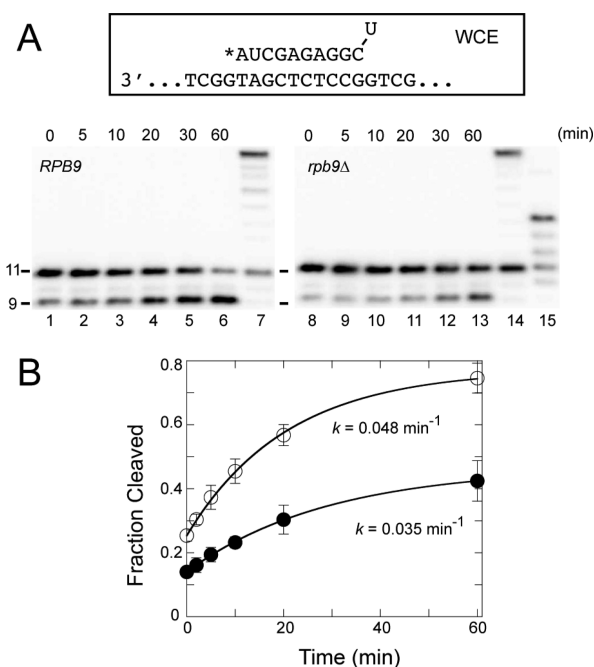 A
U
WCE
*AUCGAGAGGC
3'...TCGGTAGCTCTCCGGTCG...
0 5 10 20 30 60 0 5 10 20 30 60 (min)
RPB9 rpb9Δ
11
9
1 2 3 4 5 6 7 8 9 10 11 12 13 14 15
B
0.8
k = 0.048 min⁻¹
0.6
0.4
k = 0.035 min⁻¹
0.2
0
0 20 40 60
Fraction Cleaved
Time (min)